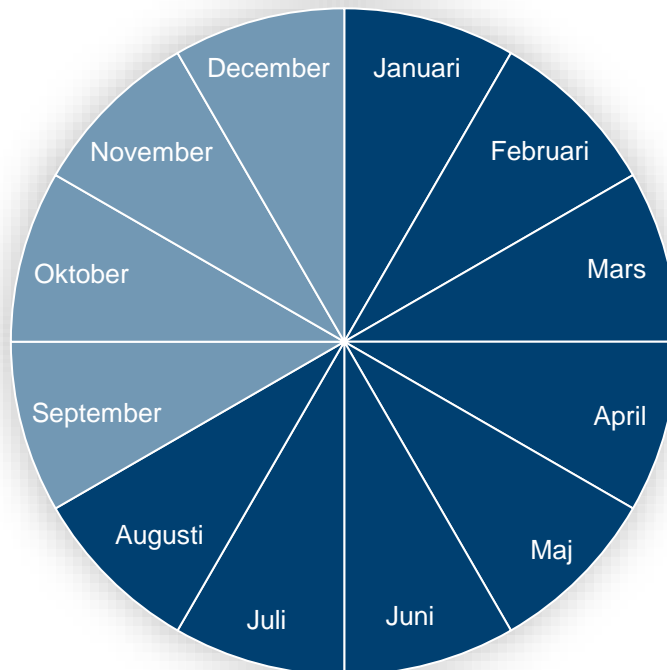 Januari
Februari
Mars
April
Maj
Juni
Juli
Augusti
September
Oktober
November
December